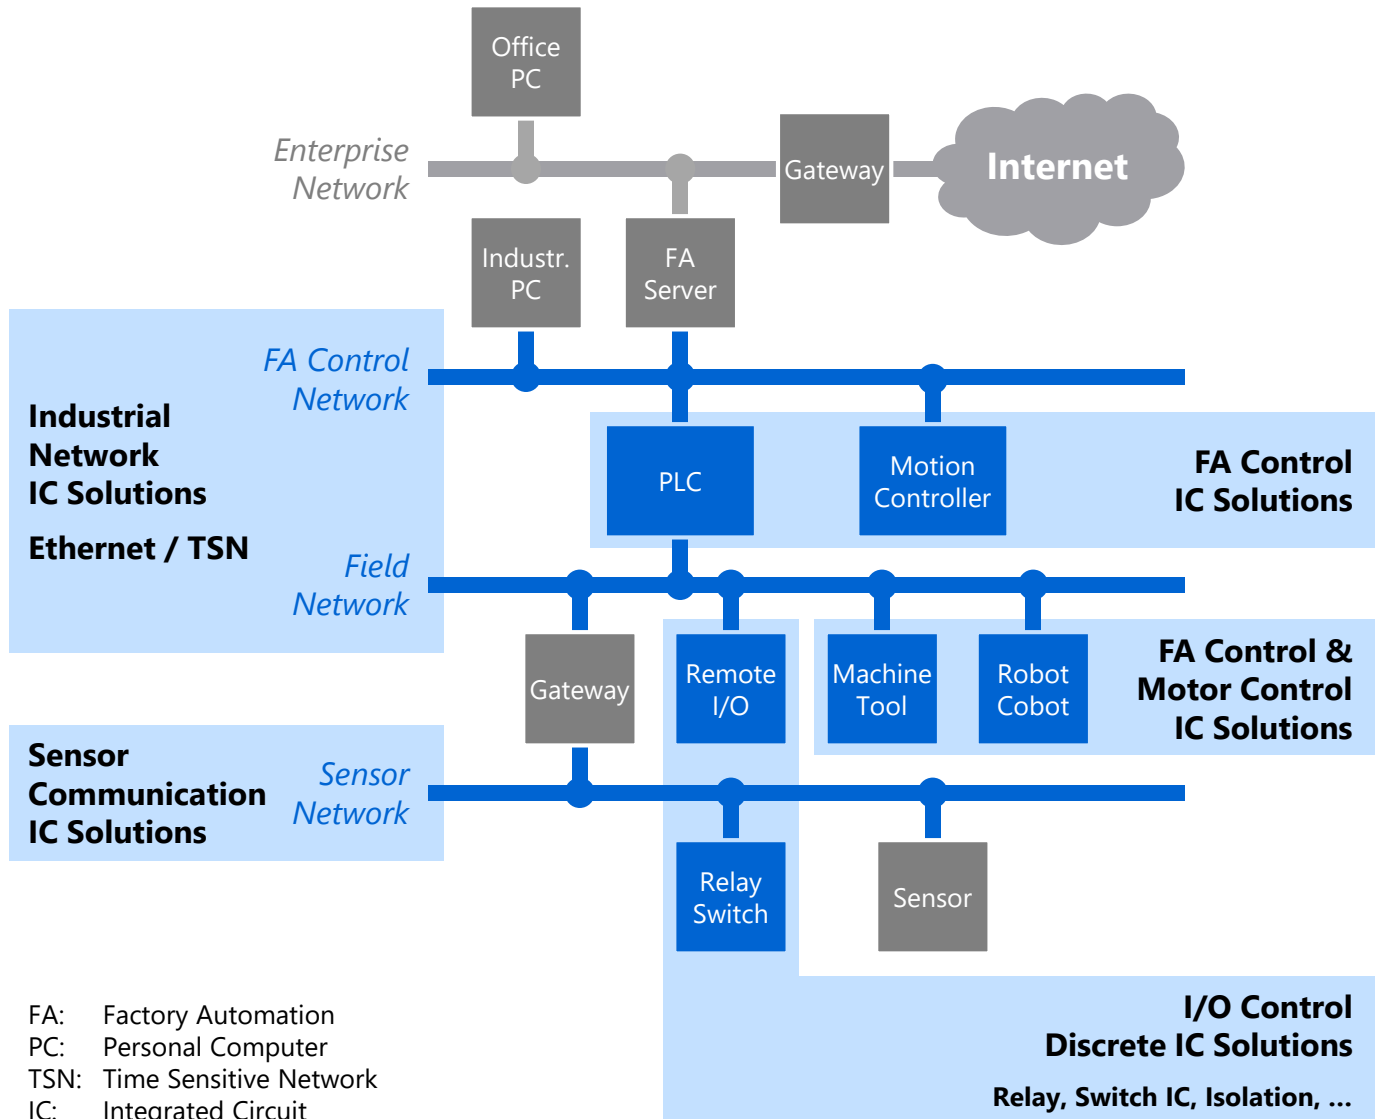 Office
PC
Enterprise
Network
Gateway
Internet
Industr.
PC
FA
Server
FA Control
Network
Industrial
Network
IC Solutions
Ethernet / TSN
PLC
Motion
Controller
FA Control
IC Solutions
Field
Network
Gateway
Remote
I/O
Machine
Tool
Robot
Cobot
FA Control &
Motor Control
IC Solutions
Sensor
Communication
IC Solutions
Sensor
Network
Relay
Switch
Sensor
I/O Control
Discrete IC Solutions
Relay, Switch IC, Isolation, ...
FA: Factory Automation
PC: Personal Computer
TSN: Time Sensitive Network
IC: Integrated Circuit